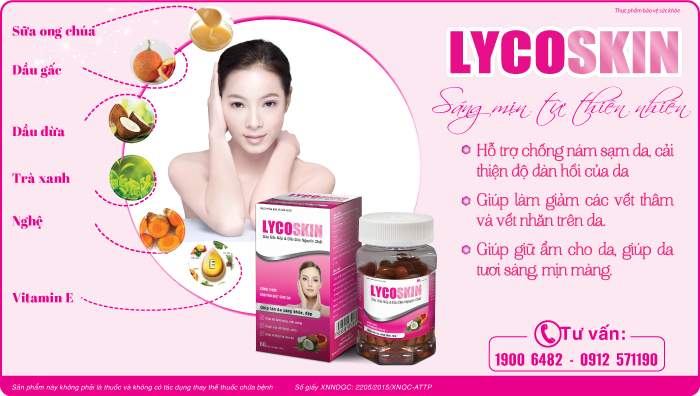 Thực phẩm bảo vệ sức khỏe
LYCOSKIN
Sáng mịn từ thiên nhiên
Sữa ong chúa
Dầu gấc
Dầu dừa
Trà xanh
Nghệ
Vitamin E
E
Hỗ trợ chống nám sạm da, cải
thiện độ đàn hồi của da
Giúp làm giảm các vết thâm
và vết nhăn trên da.
Giúp giữ ẩm cho da, giúp da
tươi sáng, mịn màng.
LYCOSKIN
LYCOSKIN
Tư vấn:
1900 6482 - 0912 571190
Sản phẩm này không phải là thuốc và không có tác dụng thay thế thuốc chữa bệnh
Số giấy XNNDQC: 2205/2015/XNQC-ATTP